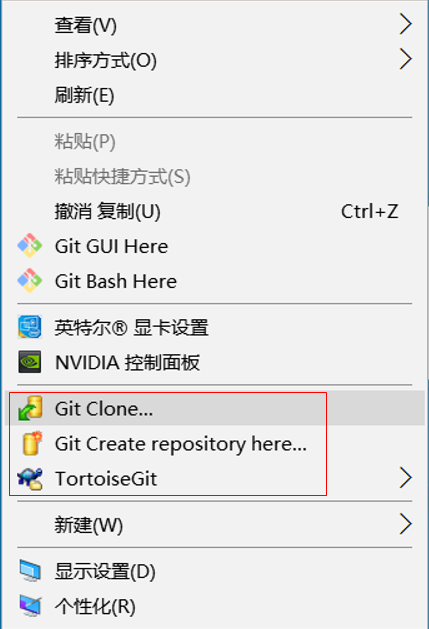 查看(V)
排序方式(O)
刷新(E)
粘贴(P)
粘贴快捷方式(S)
撤消 复制(U) Ctrl+Z
Git GUI Here
Git Bash Here
英特尔® 显卡设置
NVIDIA 控制面板
Git Clone...
Git Create repository here...
TortoiseGit
新建(W)
显示设置(D)
个性化(R)